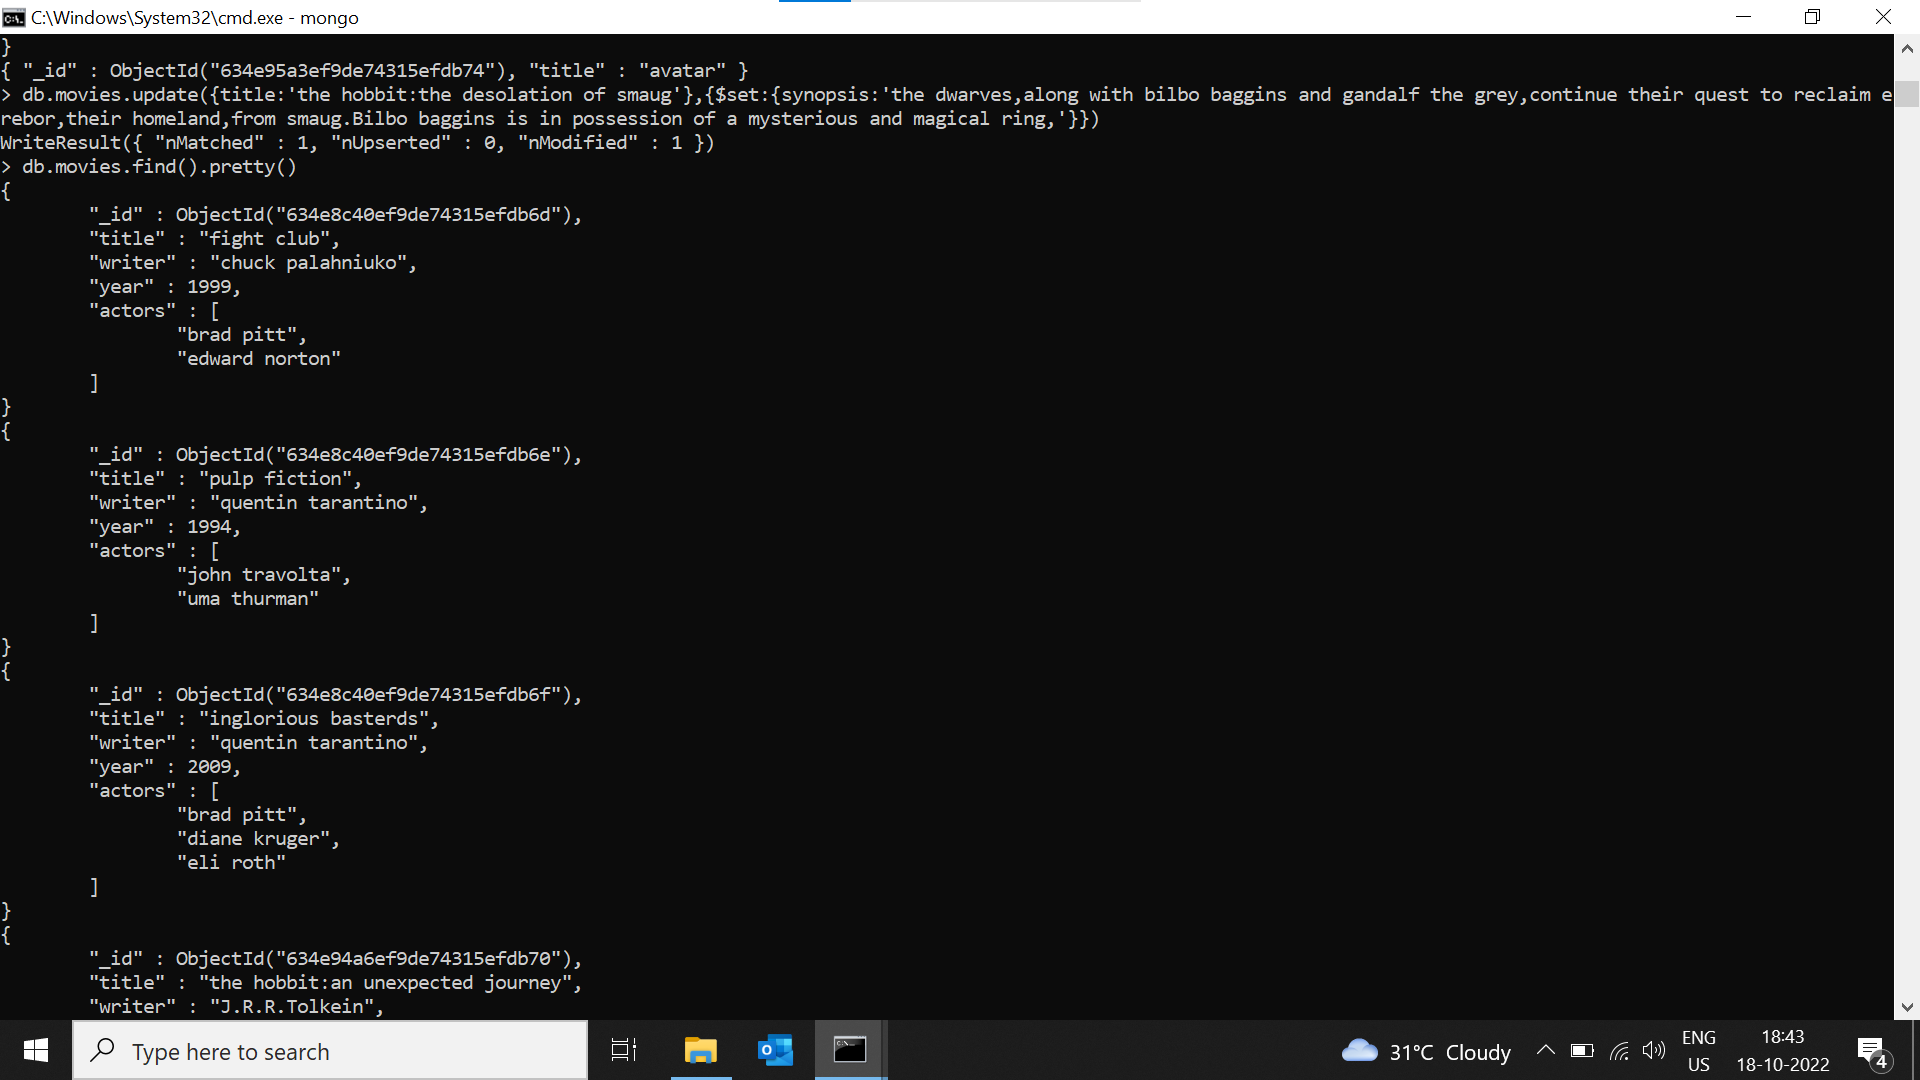 C:\Windows\System32\cmd.exe - mongo
}
{ "_id" : ObjectId("634e95a3ef9de74315efdb74"), "title" : "avatar" }
> db.movies.update({title:'the hobbit:the desolation of smaug'},{$set:{synopsis:'the dwarves,along with bilbo baggins and gandalf the grey,continue their quest to reclaim e
rebor,their homeland,from smaug.Bilbo baggins is in possession of a mysterious and magical ring,'}})
WriteResult({ "nMatched" : 1, "nUpserted" : 0, "nModified" : 1 })
> db.movies.find().pretty()
{
"_id" : ObjectId("634e8c40ef9de74315efdb6d"),
"title" : "fight club",
"writer" : "chuck palahniuko",
"year" : 1999,
"actors" : [
"brad pitt",
"edward norton"
]
}
{
"_id" : ObjectId("634e8c40ef9de74315efdb6e"),
"title" : "pulp fiction",
"writer" : "quentin tarantino",
"year" : 1994,
"actors" : [
"john travolta",
"uma thurman"
]
}
{
"_id" : ObjectId("634e8c40ef9de74315efdb6f"),
"title" : "inglorious basterds",
"writer" : "quentin tarantino",
"year" : 2009,
"actors" : [
"brad pitt",
"diane kruger",
"eli roth"
]
}
{
"_id" : ObjectId("634e94a6ef9de74315efdb70"),
"title" : "the hobbit:an unexpected journey",
"writer" : "J.R.R.Tolkein",
Type here to search
31°C Cloudy
ENG
US
18:43
18-10-2022
4